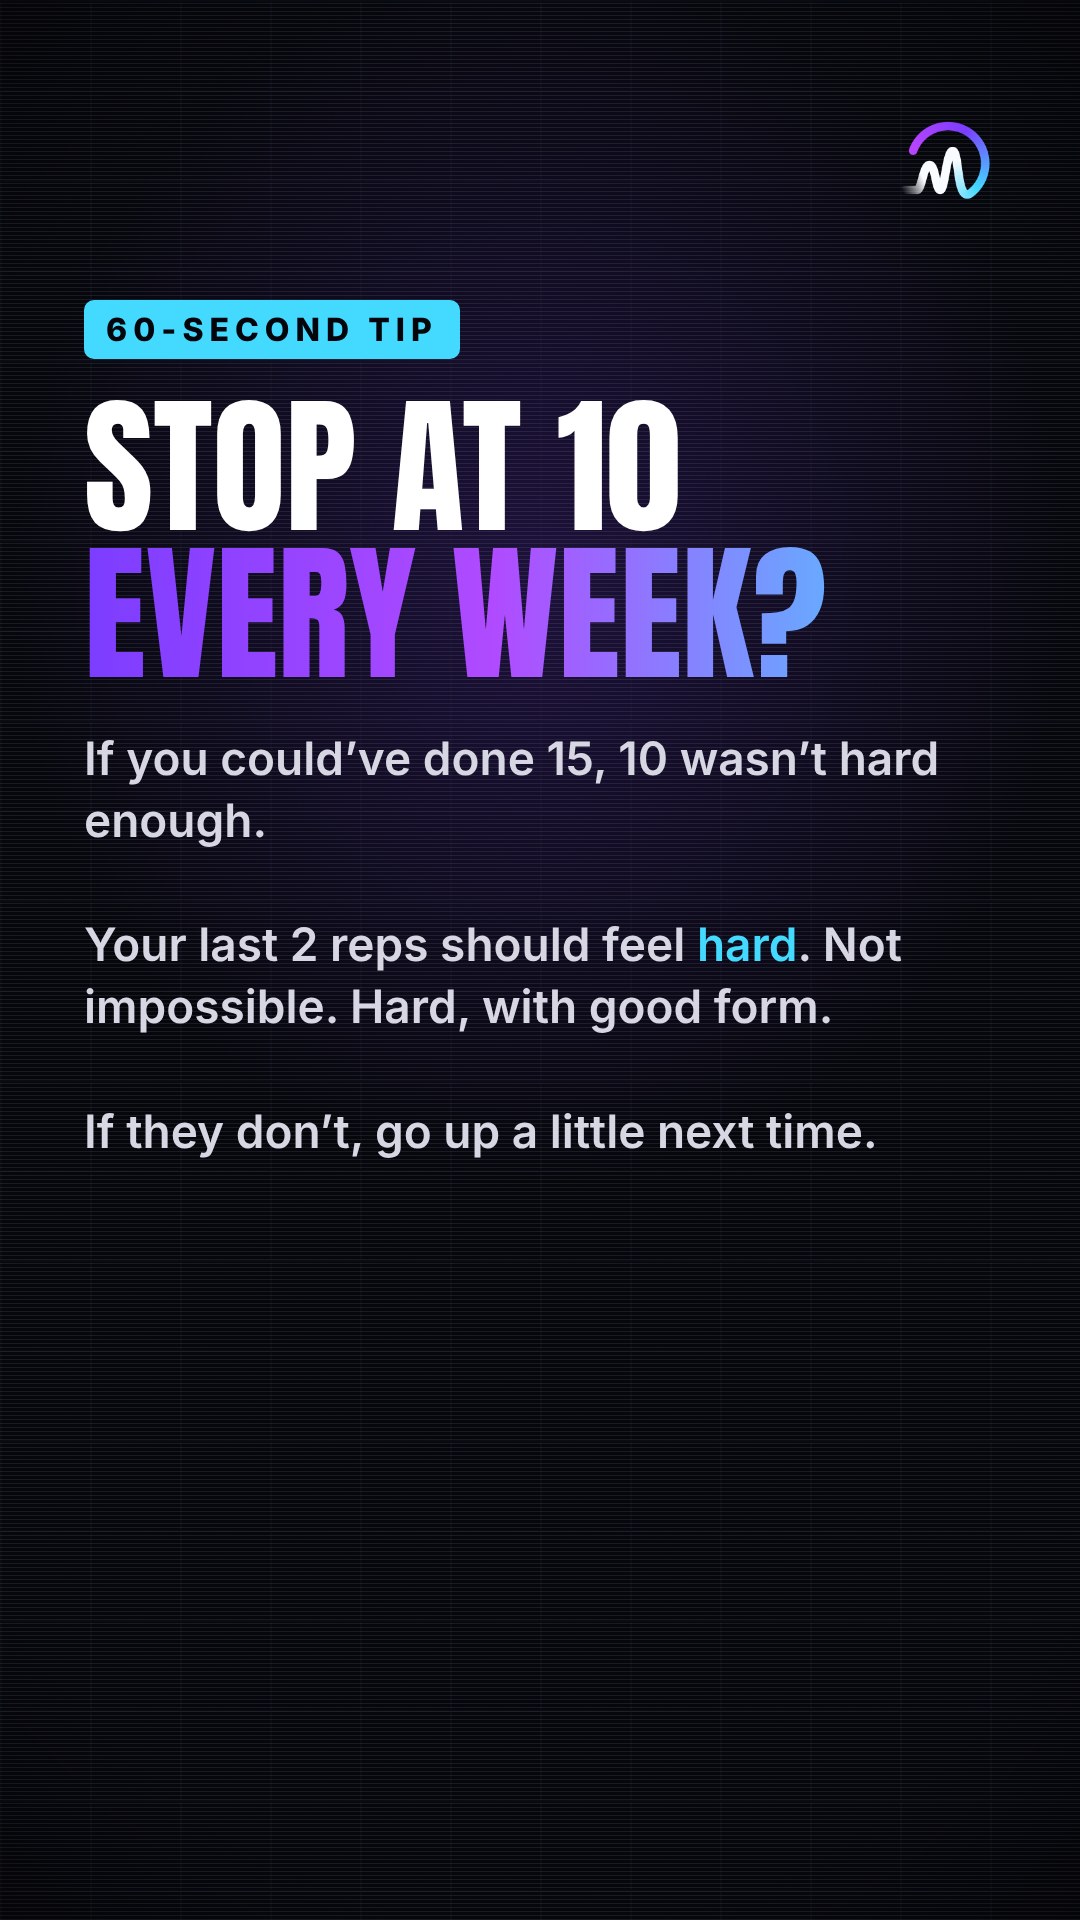 60-SECOND TIP
STOP AT 10
EVERY WEEK?
If you could’ve done 15, 10 wasn’t hard
enough.
Your last 2 reps should feel hard. Not
impossible. Hard, with good form.
If they don’t, go up a little next time.